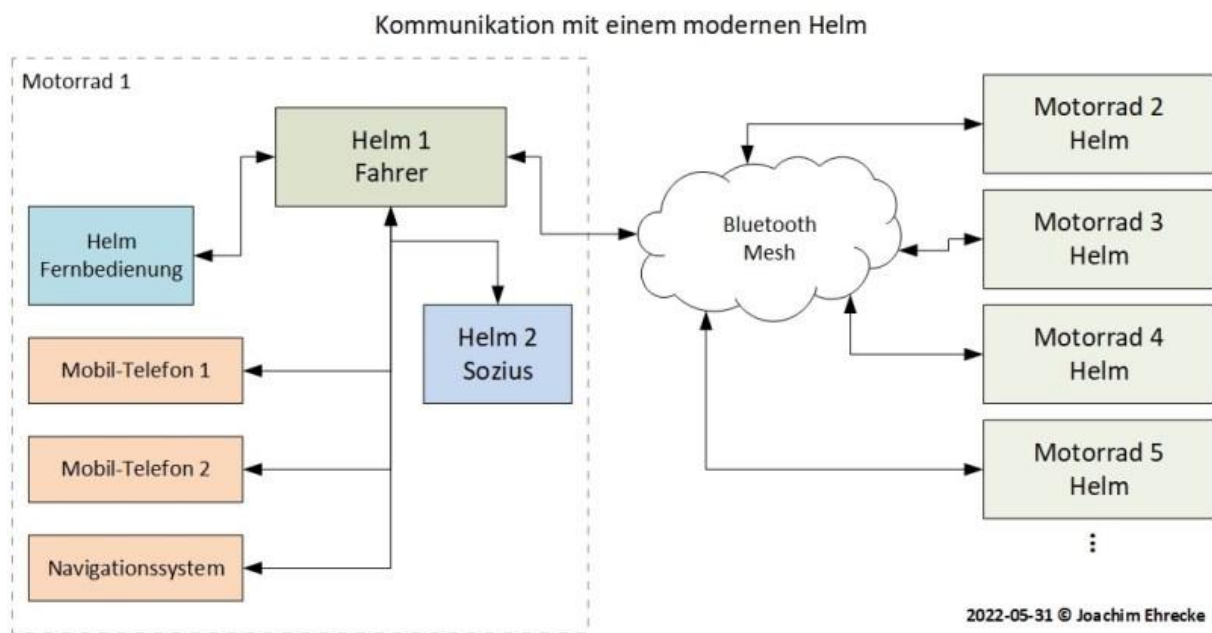 Kommunikation mit einem modernen Helm
Motorrad 1
Helm 1
Fahrer
Helm
Fernbedienung
Helm 2
Sozius
Mobil-Telefon 1
Mobil-Telefon 2
Navigationssystem
Bluetooth
Mesh
Motorrad 2
Helm
Motorrad 3
Helm
Motorrad 4
Helm
Motorrad 5
Helm
...
2022-05-31 © Joachim Ehrecke